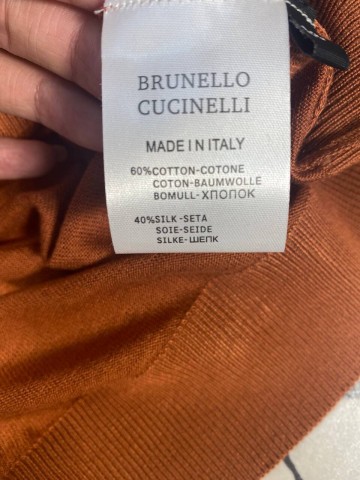 BRUNELLO
CUCINELLI
MADE IN ITALY
60%COTTON-COTONE
COTON-BAUMWOLLE
BOMULL-ХЛОПОК
40%SILK-SETA
SOIE-SEIDE
SILKE-ШЕЛК